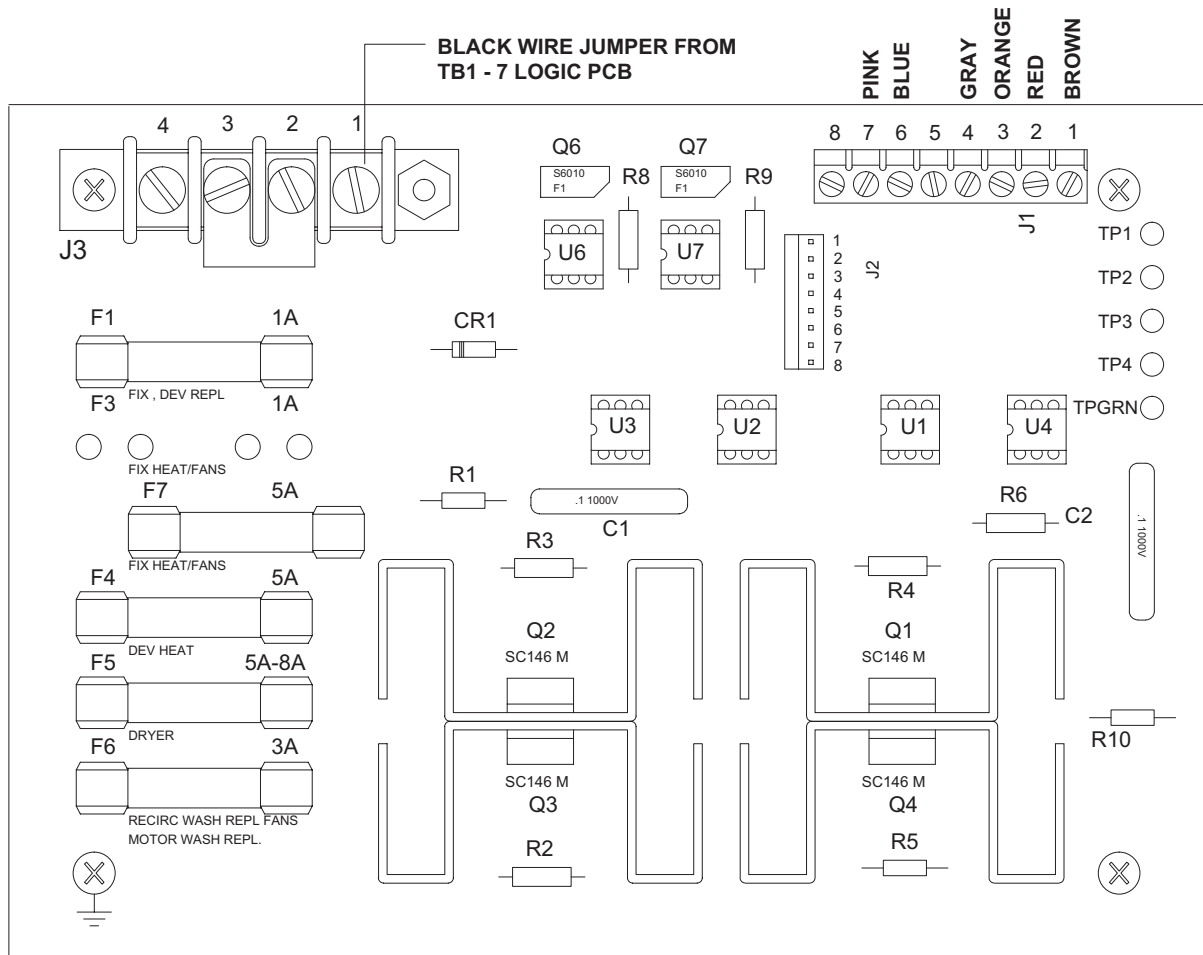 BLACK WIRE JUMPER FROM
TB1 - 7 LOGIC PCB
PINK
BLUE
GRAY
ORANGE
RED
BROWN
4 3 2 1
J3
Q6
S6010
F1
R8
Q7
S6010
F1
R9
U6
U7
8 7 6 5 4 3 2 1
J1
1
2
3
4
5
6
7
8
J2
TP1
TP2
TP3
TP4
TPGRN
F1 1A
FIX , DEV REPL
F3 1A
FIX HEAT/FANS
F7 5A
FIX HEAT/FANS
F4 5A
DEV HEAT
F5 5A-8A
DRYER
F6 3A
RECIRC WASH REPL FANS
MOTOR WASH REPL.
CR1
U3
U2
U1
U4
R1
.1 1000V
C1
R6
C2
.1 1000V
R3
R4
Q2
SC146 M
Q1
SC146 M
SC146 M
Q3
SC146 M
Q4
R10
R2
R5